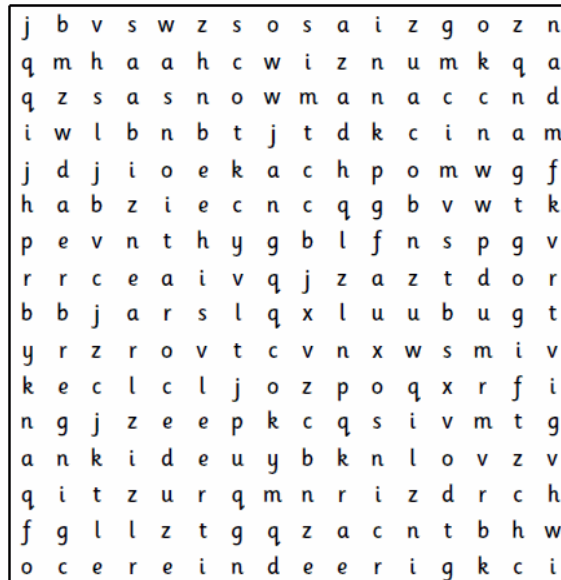 j b v s w z s o s a i z g o z n
q m h a a h c w i z n u m k q a
q z s a s n o w m a n a c c n d
i w l b n b t j t d k c i n a m
j d j i o e k a c h p o m w g f
h a b z i e c n c q g b v w t k
p e v n t h y g b l f n s p g v
r r c e a i v q j z a z t d o r
b b j a r s l q x l u u b u g t
y r z r o v t c v n x w s m i v
k e c l c l j o z p o q x r f i
n g j z e e p k c q s i v m t g
a n k i d e u y b k n l o v z v
q i t z u r q m n r i z d r c h
f g l l z t g q z a c n t b h w
o c e r e i n d e e r i g k c i